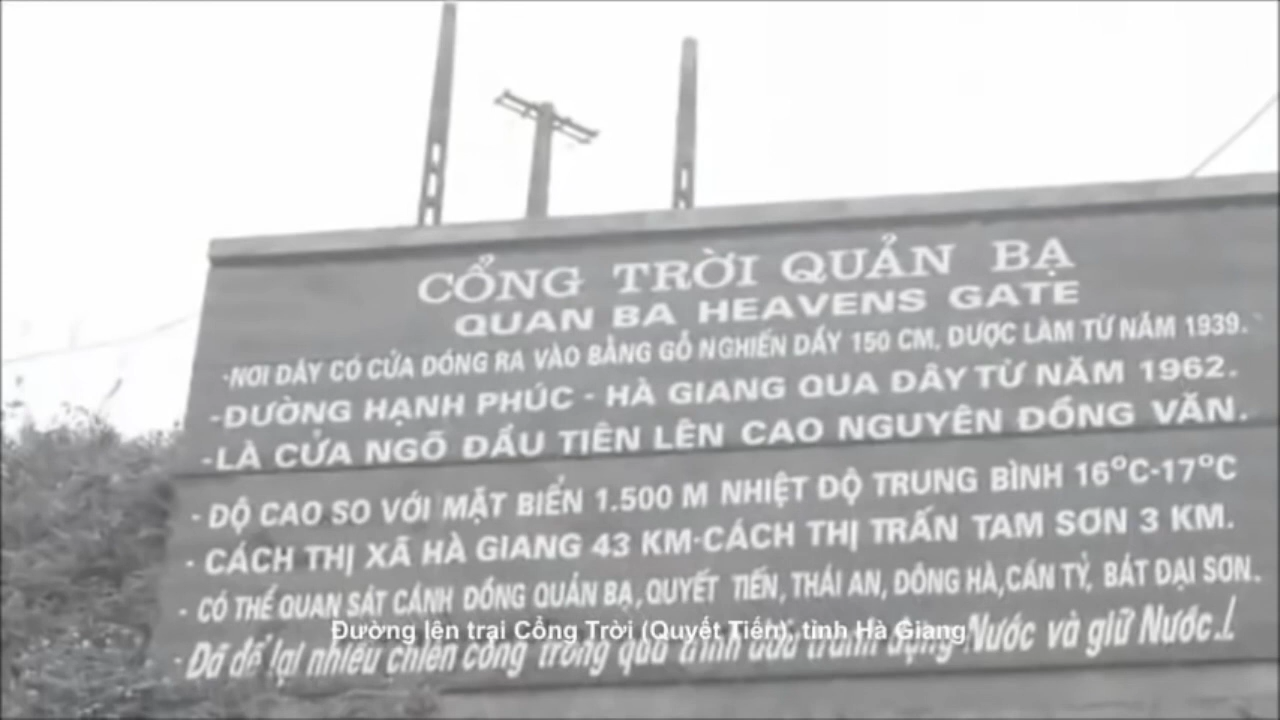 CỔNG TRỜI QUẢN BẠ
QUAN BA HEAVENS GATE
-NƠI ĐÂY CÓ CỬA ĐÓNG RA VÀO BẰNG GỖ NGHIẾN DẦY 150 CM, ĐƯỢC LÀM TỪ NĂM 1939.
-ĐƯỜNG HẠNH PHÚC - HÀ GIANG QUA ĐÂY TỪ NĂM 1962.
-LÀ CỬA NGÕ ĐẦU TIÊN LÊN CAO NGUYÊN ĐỒNG VĂN.
- ĐỘ CAO SO VỚI MẶT BIỂN 1.500 M NHIỆT ĐỘ TRUNG BÌNH 16°C-17°C
- CÁCH THỊ XÃ HÀ GIANG 43 KM-CÁCH THỊ TRẤN TAM SƠN 3 KM.
- CÓ THỂ QUAN SÁT CÁNH ĐỒNG QUẢN BẠ, QUYẾT TIẾN, THÁI AN, ĐÔNG HÀ, CÁN TỶ, BÁT ĐẠI SƠN.
Đường lên trại Cổng Trời (Quyết Tiến), tỉnh Hà Giang
- Đã để lại nhiều chiến công trong quá trình đấu tranh dựng Nước và giữ Nước.!